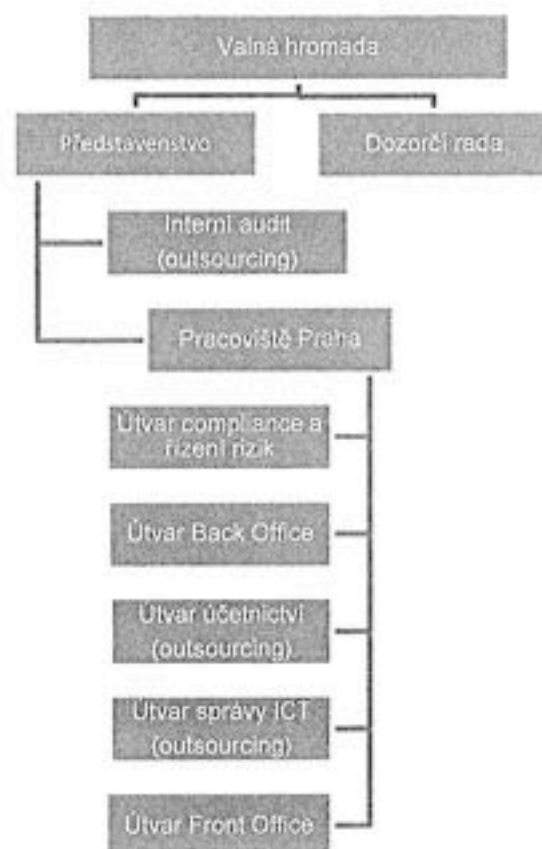 Valná hromada
Představenstvo
Dozorčí rada
Interní audit
(outsourcing)
Pracoviště Praha
Útvar compliance a
řízení rizik
Útvar Back Office
Útvar účetnictví
(outsourcing)
Útvar správy ICT
(outsourcing)
Útvar Front Office